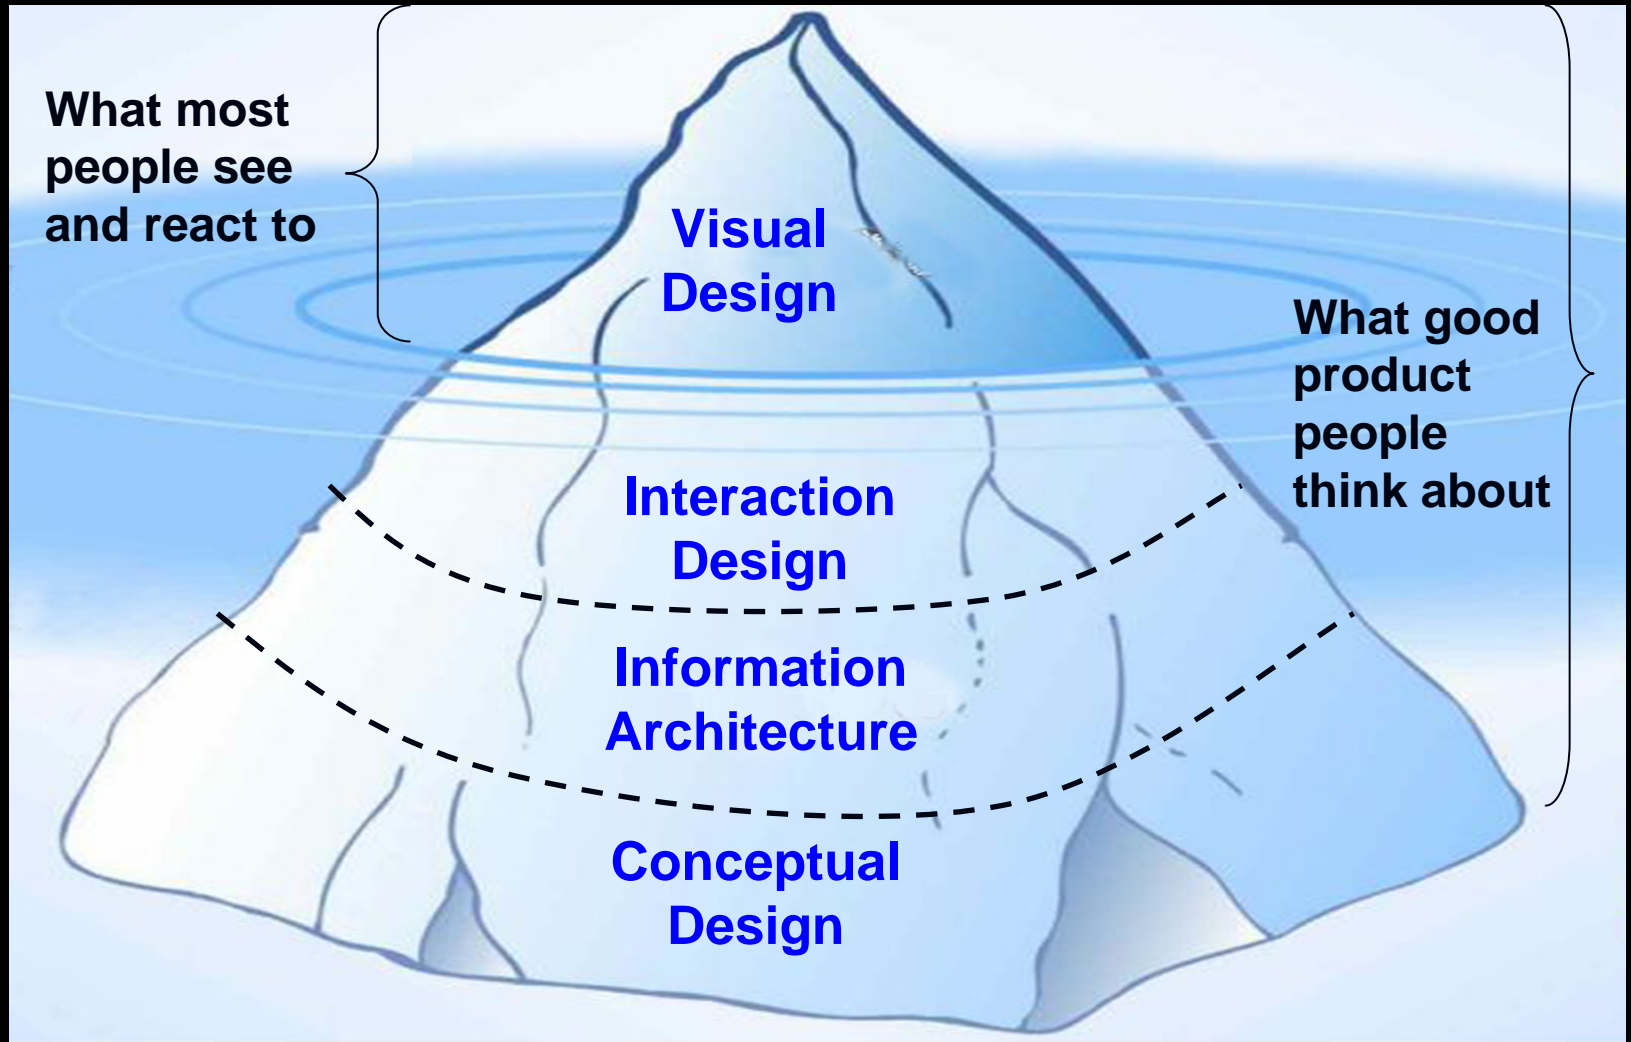 What most
people see
and react to
Visual
Design
What good
product
people
think about
Interaction
Design
Information
Architecture
Conceptual
Design